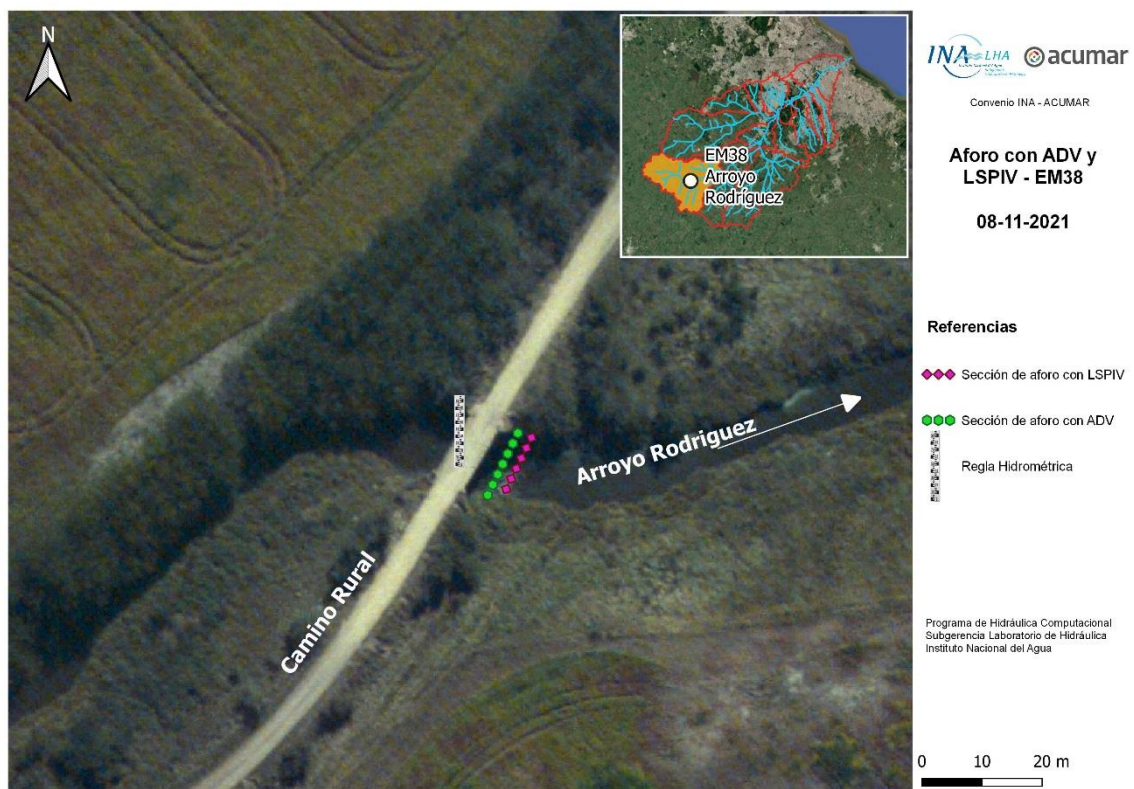 N
EM38
Arroyo
Rodríguez
Camino Rural
Arroyo Rodriguez
INA LHA
acumar
Convenio INA - ACUMAR
Aforo con ADV y
LSPIV - EM38
08-11-2021
Referencias
Sección de aforo con LSPIV
Sección de aforo con ADV
Regla Hidrométrica
Programa de Hidráulica Computacional
Subgerencia Laboratorio de Hidráulica
Instituto Nacional del Agua
0 10 20 m